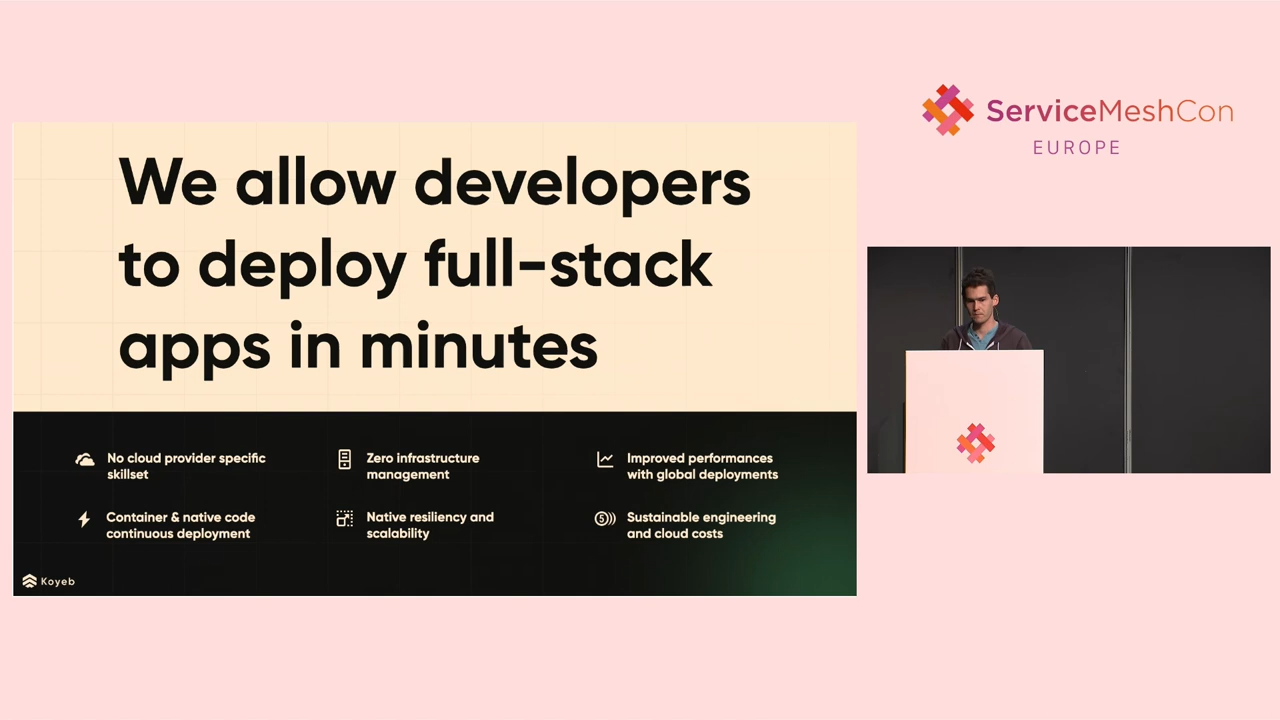 We allow developers
to deploy full-stack
apps in minutes
No cloud provider specific
skillset
Zero infrastructure
management
Improved performances
with global deployments
Container & native code
continuous deployment
Native resiliency and
scalability
Sustainable engineering
and cloud costs
Koyeb
ServiceMeshCon
EUROPE